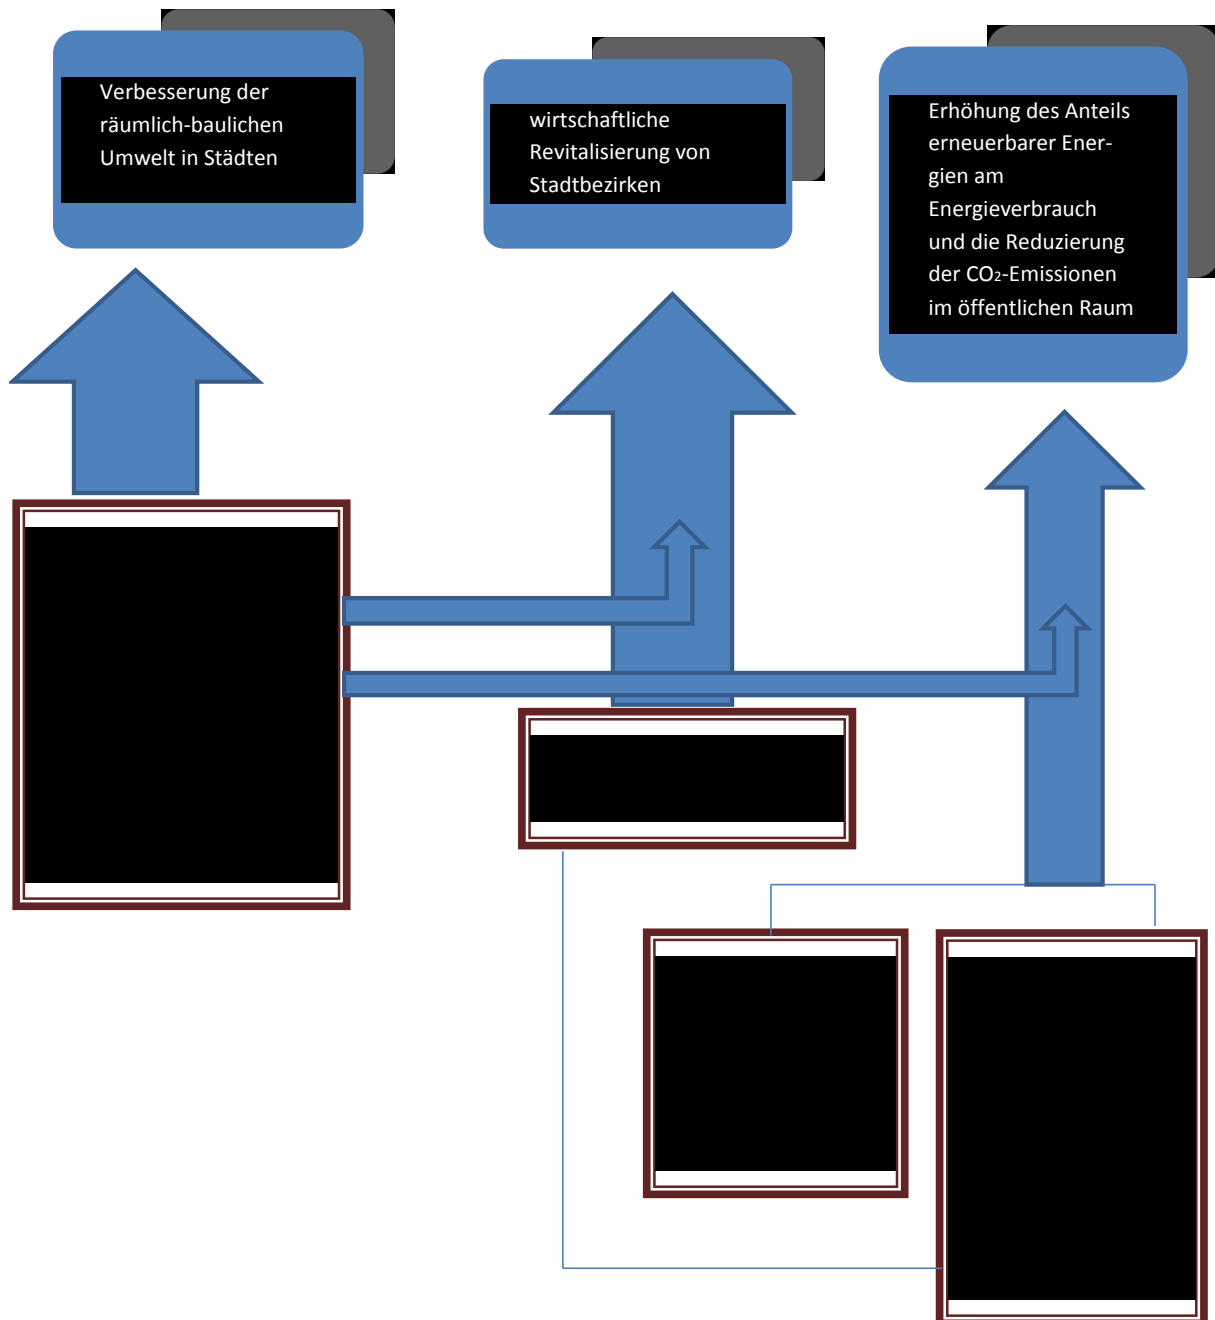 Verbesserung der
räumlich-baulichen
Umwelt in Städten
wirtschaftliche
Revitalisierung von
Stadtbezirken
Erhöhung des Anteils
erneuerbarer Ener-
gien am
Energieverbrauch
und die Reduzierung
der CO₂-Emissionen
im öffentlichen Raum